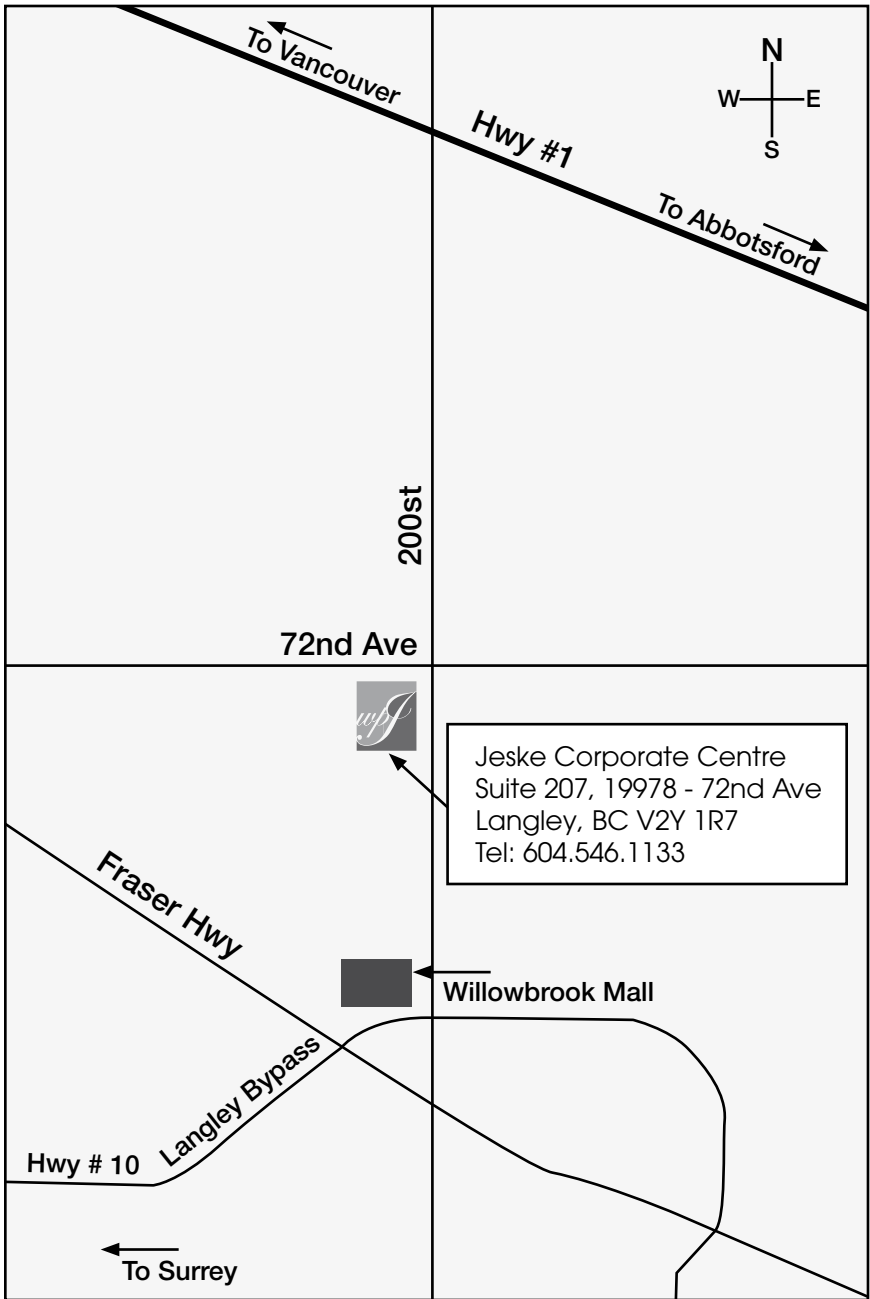 To Vancouver
N
W E
S
Hwy #1
To Abbotsford
200st
72nd Ave
wpJ
Jeske Corporate Centre
Suite 207, 19978 - 72nd Ave
Langley, BC V2Y 1R7
Tel: 604.546.1133
Fraser Hwy
Willowbrook Mall
Langley Bypass
Hwy # 10
To Surrey